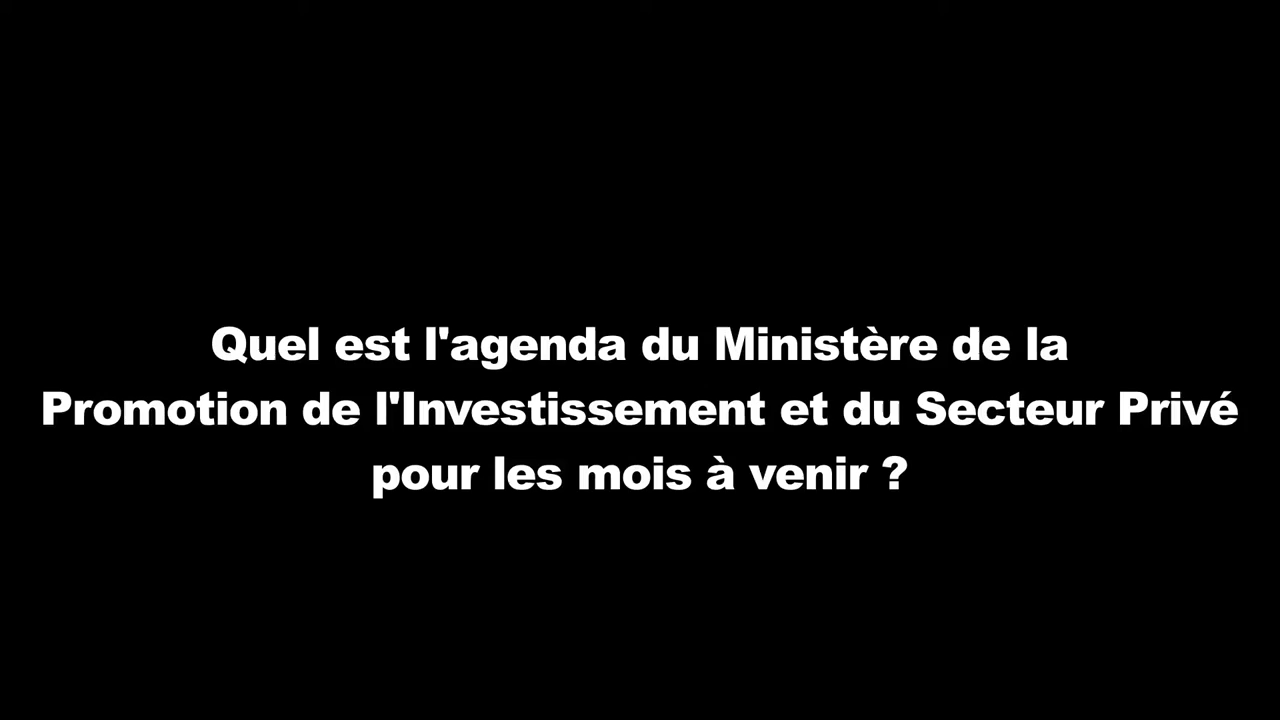 Quel est l'agenda du Ministère de la
Promotion de l'Investissement et du Secteur Privé
pour les mois à venir ?